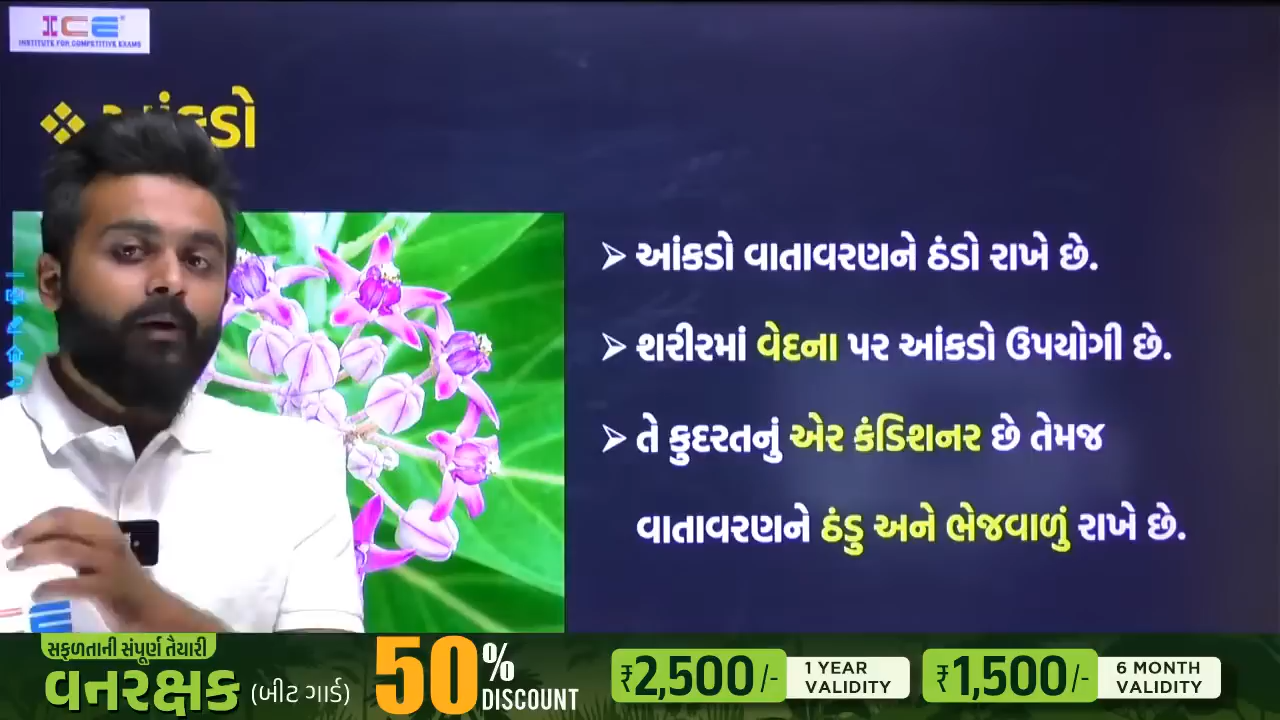 ICE
INSTITUTE FOR COMPETITIVE EXAMS
❖
➢ આંકડો વાતાવરણને ઠંડો રાખે છે.
➢ શરીરમાં વેદના પર આંકડો ઉપયોગી છે.
➢ તે કુદરતનું એર કંડિશનર છે તેમજ
વાતાવરણને ઠંડુ અને ભેજવાળું રાખે છે.
સફળતાની સંપૂર્ણ તૈયારી
વનરક્ષક (બીટ ગાર્ડ)
50% DISCOUNT
₹2,500/- 1 YEAR VALIDITY
₹1,500/- 6 MONTH VALIDITY